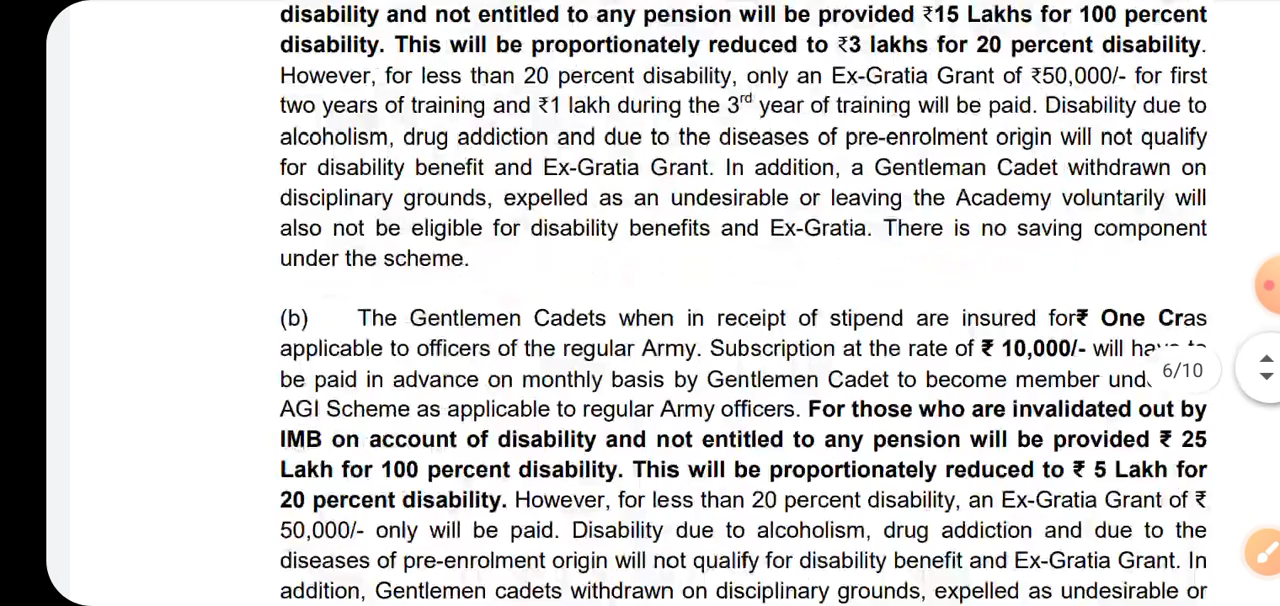 disability and not entitled to any pension will be provided ₹15 Lakhs for 100 percent
disability. This will be proportionately reduced to ₹3 lakhs for 20 percent disability.
However, for less than 20 percent disability, only an Ex-Gratia Grant of ₹50,000/- for first
two years of training and ₹1 lakh during the 3rd year of training will be paid. Disability due to
alcoholism, drug addiction and due to the diseases of pre-enrolment origin will not qualify
for disability benefit and Ex-Gratia Grant. In addition, a Gentleman Cadet withdrawn on
disciplinary grounds, expelled as an undesirable or leaving the Academy voluntarily will
also not be eligible for disability benefits and Ex-Gratia. There is no saving component
under the scheme.
(b) The Gentlemen Cadets when in receipt of stipend are insured for₹ One Cras
applicable to officers of the regular Army. Subscription at the rate of ₹ 10,000/- will
be paid in advance on monthly basis by Gentlemen Cadet to become member
6/10
AGI Scheme as applicable to regular Army officers. For those who are invalidated out by
IMB on account of disability and not entitled to any pension will be provided ₹ 25
Lakh for 100 percent disability. This will be proportionately reduced to ₹ 5 Lakh for
20 percent disability. However, for less than 20 percent disability, an Ex-Gratia Grant of ₹
50,000/- only will be paid. Disability due to alcoholism, drug addiction and due to the
diseases of pre-enrolment origin will not qualify for disability benefit and Ex-Gratia Grant. In
addition, Gentlemen cadets withdrawn on disciplinary grounds, expelled as undesirable or